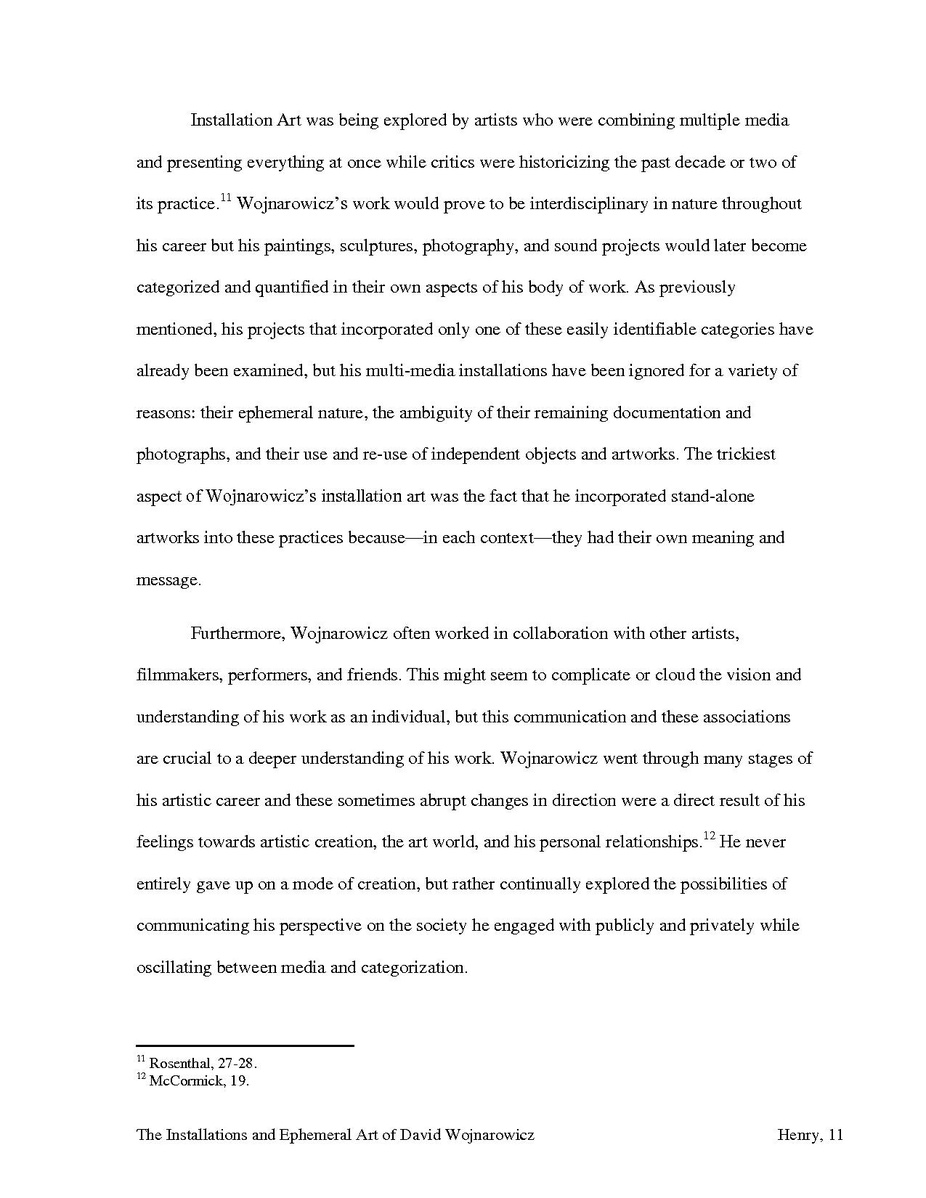 Installation Art was being explored by artists who were combining multiple media
and presenting everything at once while critics were historicizing the past decade or two of
its practice.11 Wojnarowicz’s work would prove to be interdisciplinary in nature throughout
his career but his paintings, sculptures, photography, and sound projects would later become
categorized and quantified in their own aspects of his body of work. As previously
mentioned, his projects that incorporated only one of these easily identifiable categories have
already been examined, but his multi-media installations have been ignored for a variety of
reasons: their ephemeral nature, the ambiguity of their remaining documentation and
photographs, and their use and re-use of independent objects and artworks. The trickiest
aspect of Wojnarowicz’s installation art was the fact that he incorporated stand-alone
artworks into these practices because—in each context—they had their own meaning and
message.
Furthermore, Wojnarowicz often worked in collaboration with other artists,
filmmakers, performers, and friends. This might seem to complicate or cloud the vision and
understanding of his work as an individual, but this communication and these associations
are crucial to a deeper understanding of his work. Wojnarowicz went through many stages of
his artistic career and these sometimes abrupt changes in direction were a direct result of his
feelings towards artistic creation, the art world, and his personal relationships.12 He never
entirely gave up on a mode of creation, but rather continually explored the possibilities of
communicating his perspective on the society he engaged with publicly and privately while
oscillating between media and categorization.
11 Rosenthal, 27-28.
12 McCormick, 19.
The Installations and Ephemeral Art of David Wojnarowicz Henry, 11